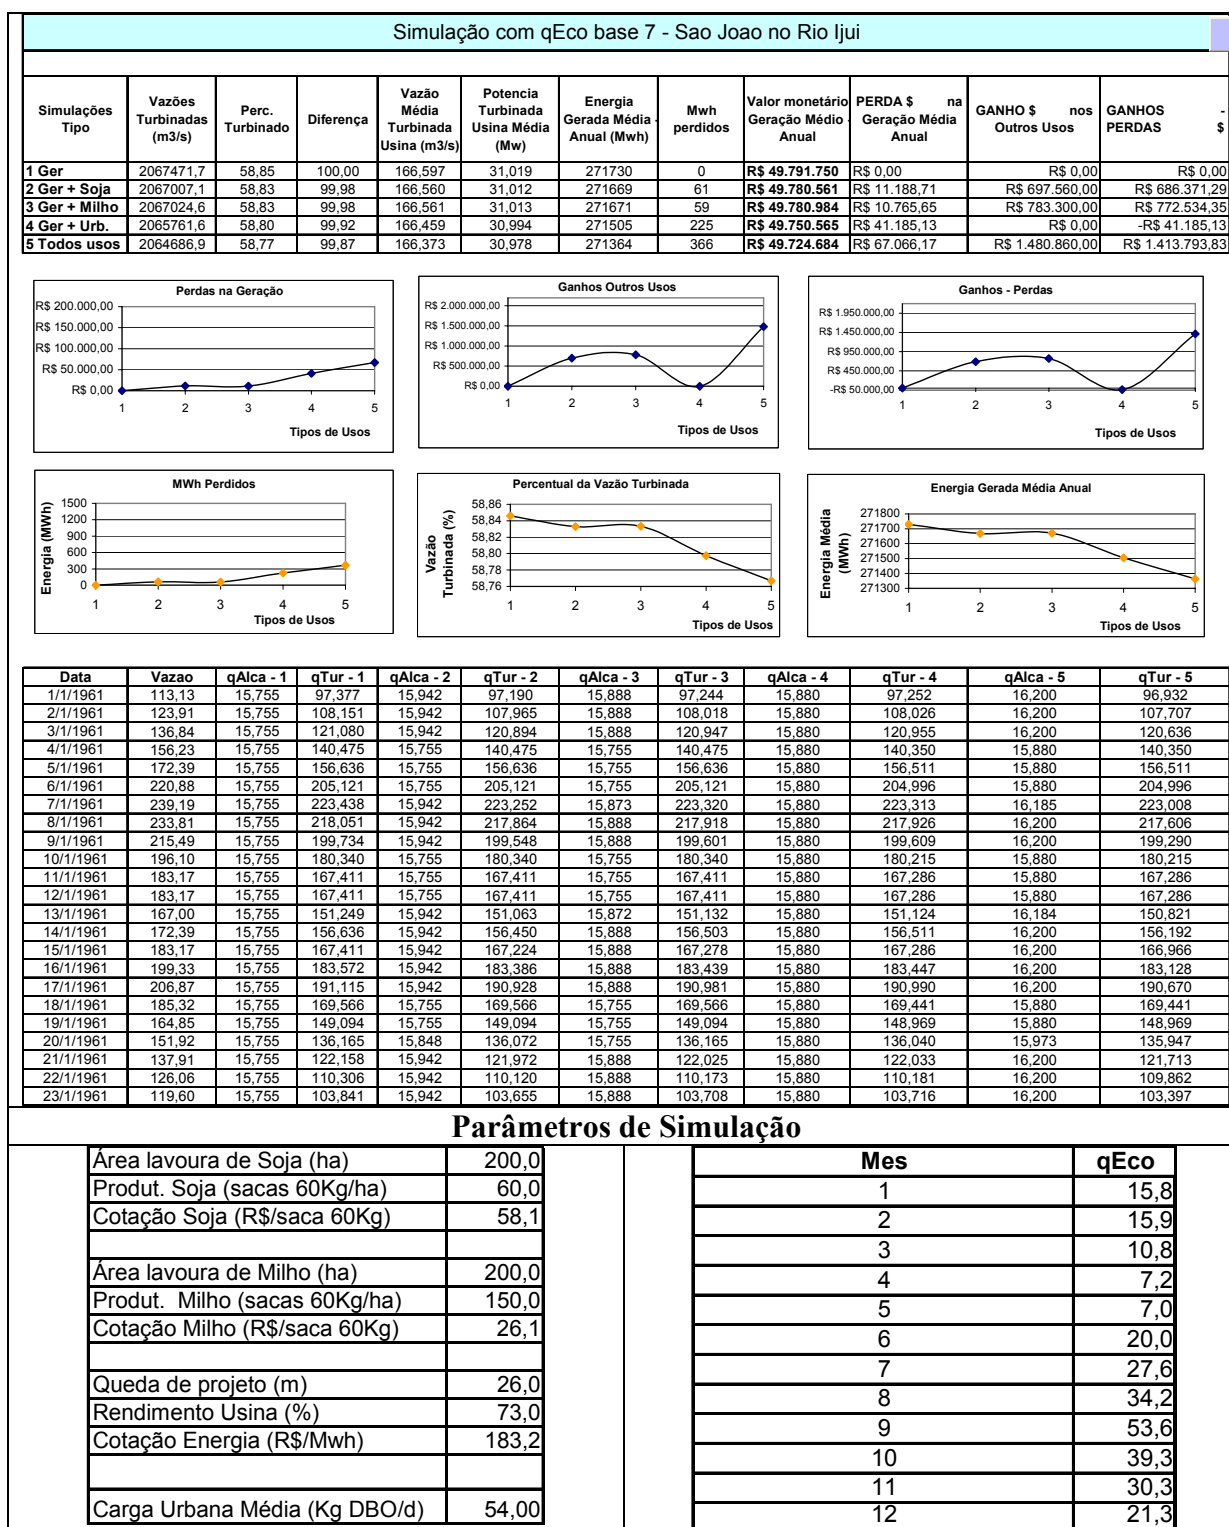 Simulação com qEco base 7 - Sao Joao no Rio Ijui
Simulações Tipo | Vazões Turbinadas (m3/s) | Perc. Turbinado | Diferença | Vazão Média Turbinada Usina (m3/s) | Potencia Turbinada Usina Média (Mw) | Energia Gerada Média - Anual (Mwh) | Mwh perdidos | Valor monetário Geração Médio - Anual | PERDA $ na Geração Média Anual | GANHO $ nos Outros Usos | GANHOS - PERDAS $
1 Ger | 2067471,7 | 58,85 | 100,00 | 166,597 | 31,019 | 271730 | 0 | R$ 49.791.750 | R$ 0,00 | R$ 0,00 | R$ 0,00
2 Ger + Soja | 2067007,1 | 58,83 | 99,98 | 166,560 | 31,012 | 271669 | 61 | R$ 49.780.561 | R$ 11.188,71 | R$ 697.560,00 | R$ 686.371,29
3 Ger + Milho | 2067024,6 | 58,83 | 99,98 | 166,561 | 31,013 | 271671 | 59 | R$ 49.780.984 | R$ 10.765,65 | R$ 783.300,00 | R$ 772.534,35
4 Ger + Urb. | 2065761,6 | 58,80 | 99,92 | 166,459 | 30,994 | 271505 | 225 | R$ 49.750.565 | R$ 41.185,13 | R$ 0,00 | -R$ 41.185,13
5 Todos usos | 2064686,9 | 58,77 | 99,87 | 166,373 | 30,978 | 271364 | 366 | R$ 49.724.684 | R$ 67.066,17 | R$ 1.480.860,00 | R$ 1.413.793,83
Perdas na Geração
R$ 200.000,00
R$ 150.000,00
R$ 100.000,00
R$ 50.000,00
R$ 0,00
1 2 3 4 5
Tipos de Usos
Ganhos Outros Usos
R$ 2.000.000,00
R$ 1.500.000,00
R$ 1.000.000,00
R$ 500.000,00
R$ 0,00
1 2 3 4 5
Tipos de Usos
Ganhos - Perdas
R$ 1.950.000,00
R$ 1.450.000,00
R$ 950.000,00
R$ 450.000,00
-R$ 50.000,00
1 2 3 4 5
Tipos de Usos
MWh Perdidos
Energia (MWh)
1500
1200
900
600
300
0
1 2 3 4 5
Tipos de Usos
Percentual da Vazão Turbinada
Vazão Turbinada (%)
58,86
58,84
58,82
58,80
58,78
58,76
1 2 3 4 5
Tipos de Usos
Energia Gerada Média Anual
Energia Média (MWh)
271800
271700
271600
271500
271400
271300
1 2 3 4 5
Tipos de Usos
Data | Vazao | qAlca - 1 | qTur - 1 | qAlca - 2 | qTur - 2 | qAlca - 3 | qTur - 3 | qAlca - 4 | qTur - 4 | qAlca - 5 | qTur - 5
1/1/1961 | 113,13 | 15,755 | 97,377 | 15,942 | 97,190 | 15,888 | 97,244 | 15,880 | 97,252 | 16,200 | 96,932
2/1/1961 | 123,91 | 15,755 | 108,151 | 15,942 | 107,965 | 15,888 | 108,018 | 15,880 | 108,026 | 16,200 | 107,707
3/1/1961 | 136,84 | 15,755 | 121,080 | 15,942 | 120,894 | 15,888 | 120,947 | 15,880 | 120,955 | 16,200 | 120,636
4/1/1961 | 156,23 | 15,755 | 140,475 | 15,755 | 140,475 | 15,755 | 140,475 | 15,880 | 140,350 | 15,880 | 140,350
5/1/1961 | 172,39 | 15,755 | 156,636 | 15,755 | 156,636 | 15,755 | 156,636 | 15,880 | 156,511 | 15,880 | 156,511
6/1/1961 | 220,88 | 15,755 | 205,121 | 15,755 | 205,121 | 15,755 | 205,121 | 15,880 | 204,996 | 15,880 | 204,996
7/1/1961 | 239,19 | 15,755 | 223,438 | 15,942 | 223,252 | 15,873 | 223,320 | 15,880 | 223,313 | 16,185 | 223,008
8/1/1961 | 233,81 | 15,755 | 218,051 | 15,942 | 217,864 | 15,888 | 217,918 | 15,880 | 217,926 | 16,200 | 217,606
9/1/1961 | 215,49 | 15,755 | 199,734 | 15,942 | 199,548 | 15,888 | 199,601 | 15,880 | 199,609 | 16,200 | 199,290
10/1/1961 | 196,10 | 15,755 | 180,340 | 15,755 | 180,340 | 15,755 | 180,340 | 15,880 | 180,215 | 15,880 | 180,215
11/1/1961 | 183,17 | 15,755 | 167,411 | 15,755 | 167,411 | 15,755 | 167,411 | 15,880 | 167,286 | 15,880 | 167,286
12/1/1961 | 183,17 | 15,755 | 167,411 | 15,755 | 167,411 | 15,755 | 167,411 | 15,880 | 167,286 | 15,880 | 167,286
13/1/1961 | 167,00 | 15,755 | 151,249 | 15,942 | 151,063 | 15,872 | 151,132 | 15,880 | 151,124 | 16,184 | 150,821
14/1/1961 | 172,39 | 15,755 | 156,636 | 15,942 | 156,450 | 15,888 | 156,503 | 15,880 | 156,511 | 16,200 | 156,192
15/1/1961 | 183,17 | 15,755 | 167,411 | 15,942 | 167,224 | 15,888 | 167,278 | 15,880 | 167,286 | 16,200 | 166,966
16/1/1961 | 199,33 | 15,755 | 183,572 | 15,942 | 183,386 | 15,888 | 183,439 | 15,880 | 183,447 | 16,200 | 183,128
17/1/1961 | 206,87 | 15,755 | 191,115 | 15,942 | 190,928 | 15,888 | 190,981 | 15,880 | 190,990 | 16,200 | 190,670
18/1/1961 | 185,32 | 15,755 | 169,566 | 15,755 | 169,566 | 15,755 | 169,566 | 15,880 | 169,441 | 15,880 | 169,441
19/1/1961 | 164,85 | 15,755 | 149,094 | 15,755 | 149,094 | 15,755 | 149,094 | 15,880 | 148,969 | 15,880 | 148,969
20/1/1961 | 151,92 | 15,755 | 136,165 | 15,848 | 136,072 | 15,755 | 136,165 | 15,880 | 136,040 | 15,973 | 135,947
21/1/1961 | 137,91 | 15,755 | 122,158 | 15,942 | 121,972 | 15,888 | 122,025 | 15,880 | 122,033 | 16,200 | 121,713
22/1/1961 | 126,06 | 15,755 | 110,306 | 15,942 | 110,120 | 15,888 | 110,173 | 15,880 | 110,181 | 16,200 | 109,862
23/1/1961 | 119,60 | 15,755 | 103,841 | 15,942 | 103,655 | 15,888 | 103,708 | 15,880 | 103,716 | 16,200 | 103,397
Parâmetros de Simulação
Área lavoura de Soja (ha) | 200,0
Produt. Soja (sacas 60Kg/ha) | 60,0
Cotação Soja (R$/saca 60Kg) | 58,1
Área lavoura de Milho (ha) | 200,0
Produt. Milho (sacas 60Kg/ha) | 150,0
Cotação Milho (R$/saca 60Kg) | 26,1
Queda de projeto (m) | 26,0
Rendimento Usina (%) | 73,0
Cotação Energia (R$/Mwh) | 183,2
Carga Urbana Média (Kg DBO/d) | 54,00
Mes | qEco
1 | 15,8
2 | 15,9
3 | 10,8
4 | 7,2
5 | 7,0
6 | 20,0
7 | 27,6
8 | 34,2
9 | 53,6
10 | 39,3
11 | 30,3
12 | 21,3